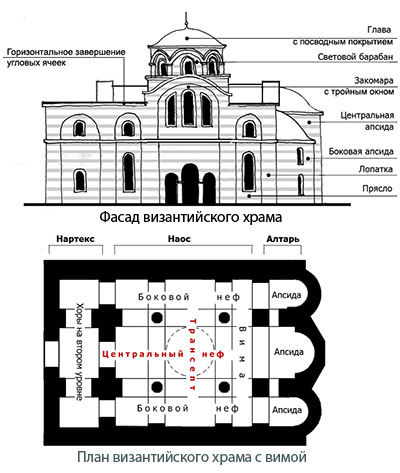 Глава
с посводным покрытием
Горизонтальное завершение
угловых ячеек
Световой барабан
Закомара
с тройным окном
Центральная
апсида
Боковая апсида
Лопатка
Прясло
Фасад византийского храма
Нартекс
Наос
Алтарь
Хоры на втором уровне
Боковой неф
Апсида
Центральный неф
Трансепт
Вима
Апсида
Боковой неф
Апсида
План византийского храма с вимой